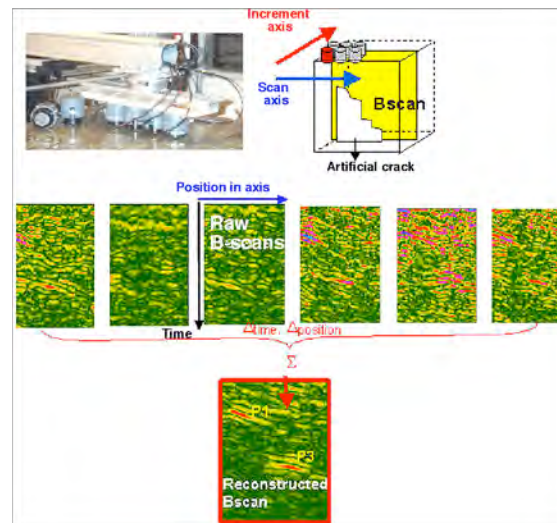 Increment
axis
Scan
axis
Bscan
Artificial crack
Position in axis
Raw
B-scans
Time
Δtime, Δposition
Σ
P1
P3
Reconstructed
Bscan